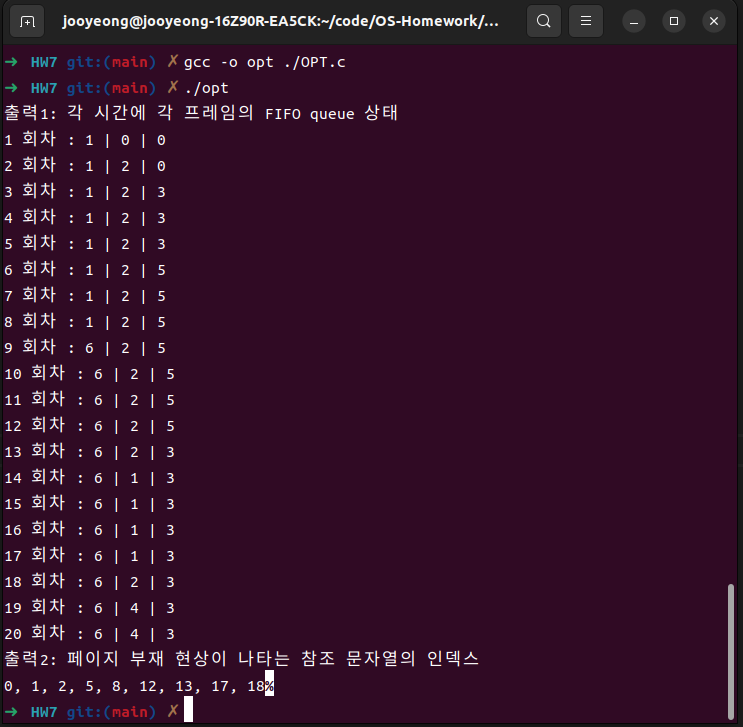 jooyeong@jooyeong-16Z90R-EA5CK:~/code/OS-Homework/...
➜ HW7 git:(main) ✗ gcc -o opt ./OPT.c
➜ HW7 git:(main) ✗ ./opt
출력1: 각 시간에 각 프레임의 FIFO queue 상태
1 회차 : 1 | 0 | 0
2 회차 : 1 | 2 | 0
3 회차 : 1 | 2 | 3
4 회차 : 1 | 2 | 3
5 회차 : 1 | 2 | 3
6 회차 : 1 | 2 | 5
7 회차 : 1 | 2 | 5
8 회차 : 1 | 2 | 5
9 회차 : 6 | 2 | 5
10 회차 : 6 | 2 | 5
11 회차 : 6 | 2 | 5
12 회차 : 6 | 2 | 5
13 회차 : 6 | 2 | 3
14 회차 : 6 | 1 | 3
15 회차 : 6 | 1 | 3
16 회차 : 6 | 1 | 3
17 회차 : 6 | 1 | 3
18 회차 : 6 | 2 | 3
19 회차 : 6 | 4 | 3
20 회차 : 6 | 4 | 3
출력2: 페이지 부재 현상이 나타는 참조 문자열의 인덱스
0, 1, 2, 5, 8, 12, 13, 17, 18%
➜ HW7 git:(main) ✗